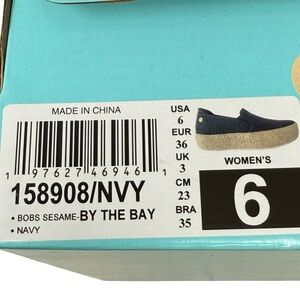 MADE IN CHINA
1 97627 46946 1
158908/NVY
• BOBS SESAME-BY THE BAY
• NAVY
USA
6
EUR
36
UK
3
CM
23
BRA
35
WOMEN'S
6